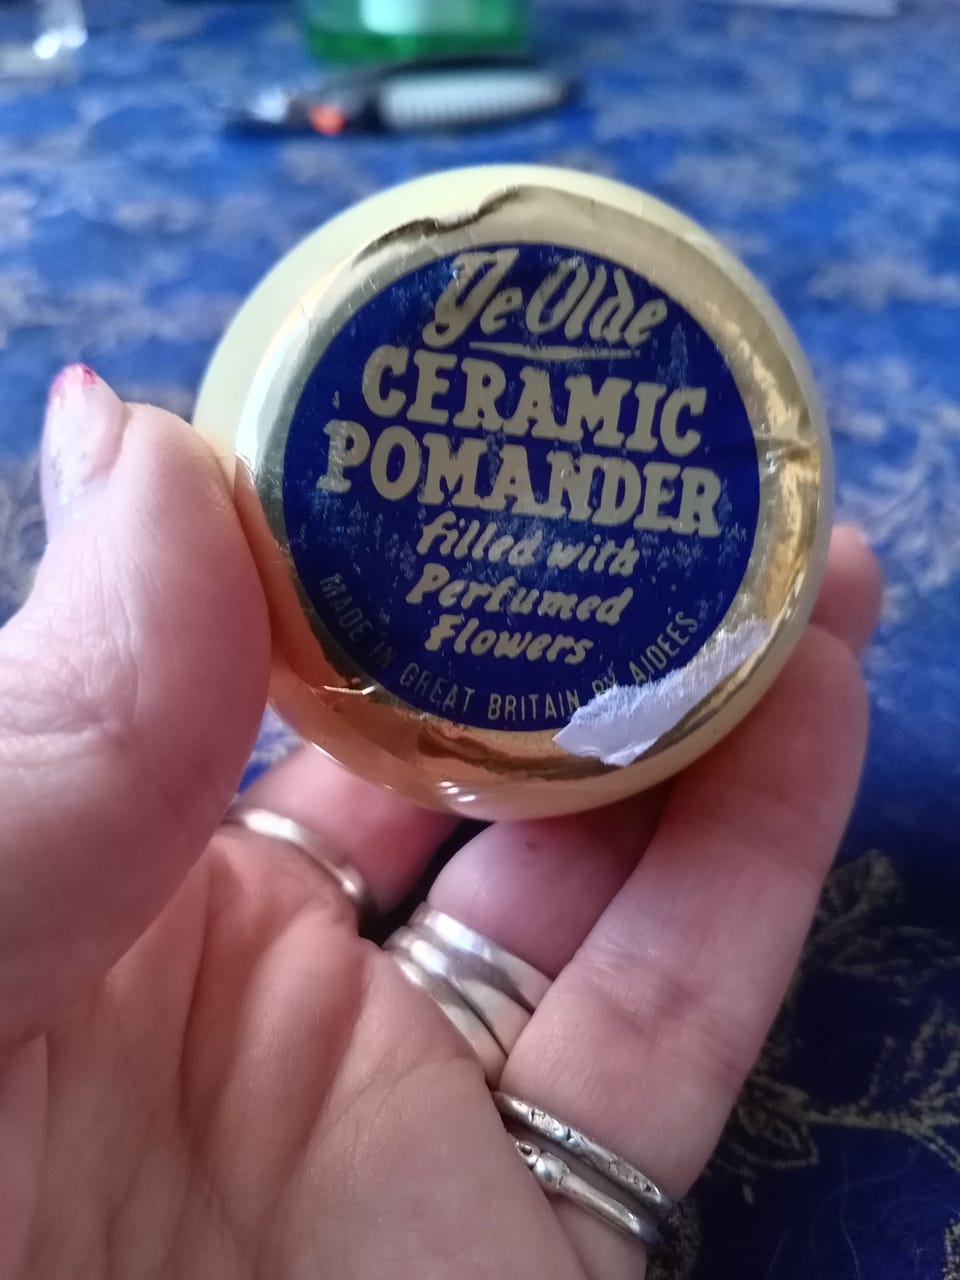 Ye Olde
CERAMIC
POMANDER
filled with
Perfumed
Flowers
MADE IN GREAT BRITAIN BY AIDEES